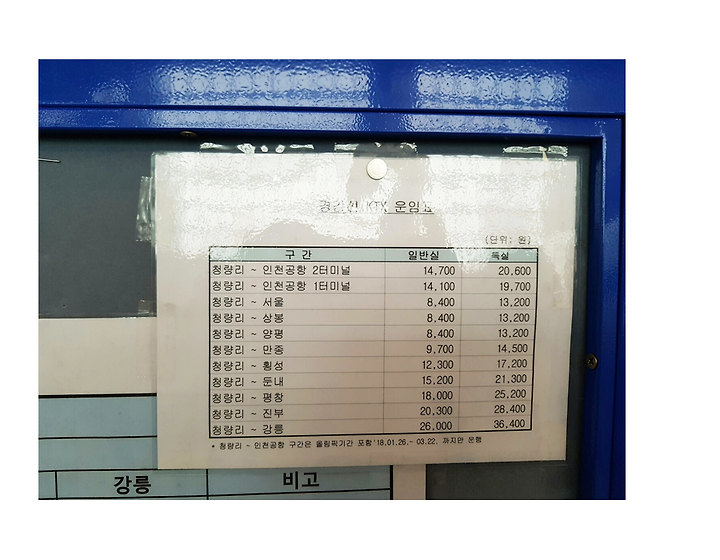 경강선 KTX 운임표
(단위: 원)
구 간 일반실 특실
청량리 ~ 인천공항 2터미널 14,700 20,600
청량리 ~ 인천공항 1터미널 14,100 19,700
청량리 ~ 서울 8,400 13,200
청량리 ~ 상봉 8,400 13,200
청량리 ~ 양평 8,400 13,200
청량리 ~ 만종 9,700 14,500
청량리 ~ 횡성 12,300 17,200
청량리 ~ 둔내 15,200 21,300
청량리 ~ 평창 18,000 25,200
청량리 ~ 진부 20,300 28,400
청량리 ~ 강릉 26,000 36,400
* 청량리 ~ 인천공항 구간은 올림픽기간 포함 '18.01.26.~ 03.22. 까지만 운행
강릉 비고